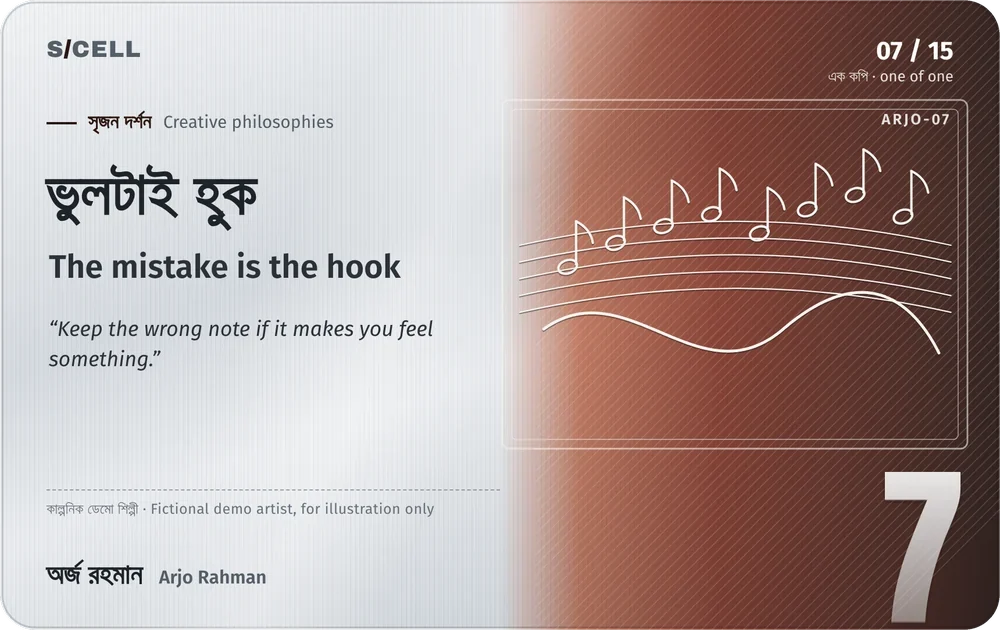 S/CELL
07 / 15
এক কপি · one of one
সৃজন দর্শন Creative philosophies
ARJO-07
ভুলটাই হুক
The mistake is the hook
“Keep the wrong note if it makes you feel
something.”
কাল্পনিক ডেমো শিল্পী · Fictional demo artist, for illustration only
7
অর্জ রহমান Arjo Rahman